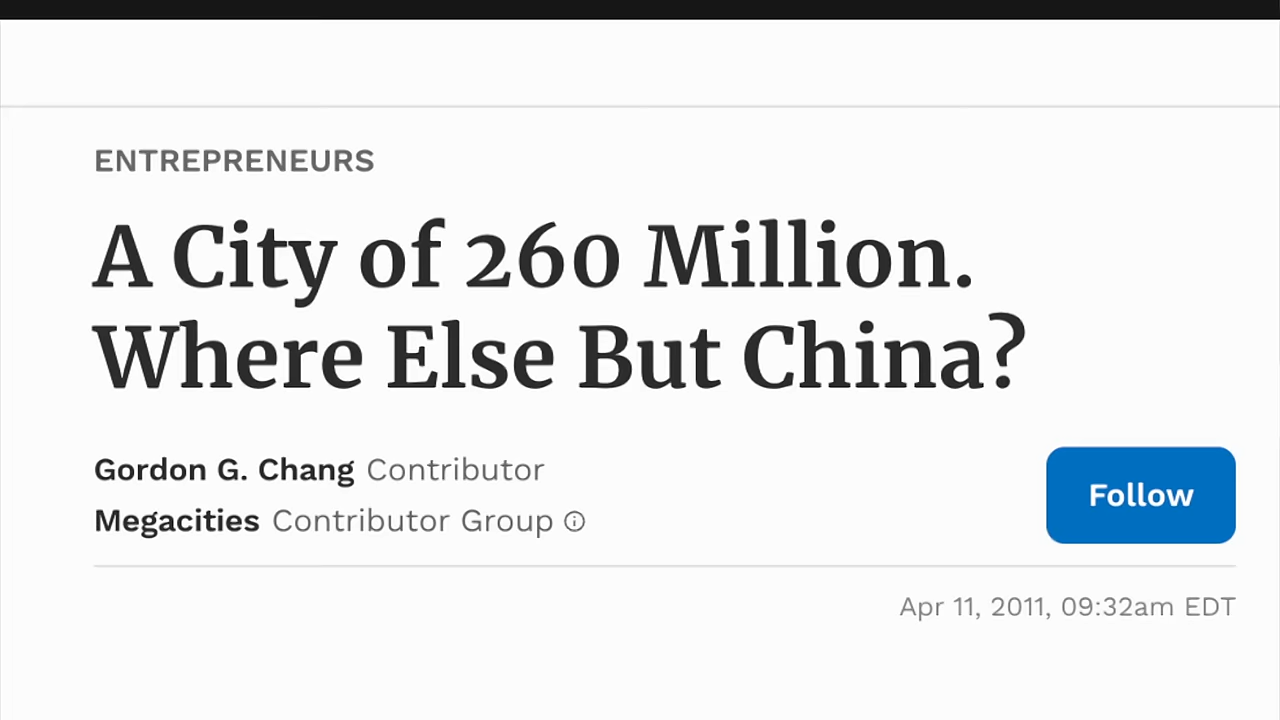 ENTREPRENEURS
A City of 260 Million.
Where Else But China?
Gordon G. Chang Contributor
Megacities Contributor Group
Follow
Apr 11, 2011, 09:32am EDT